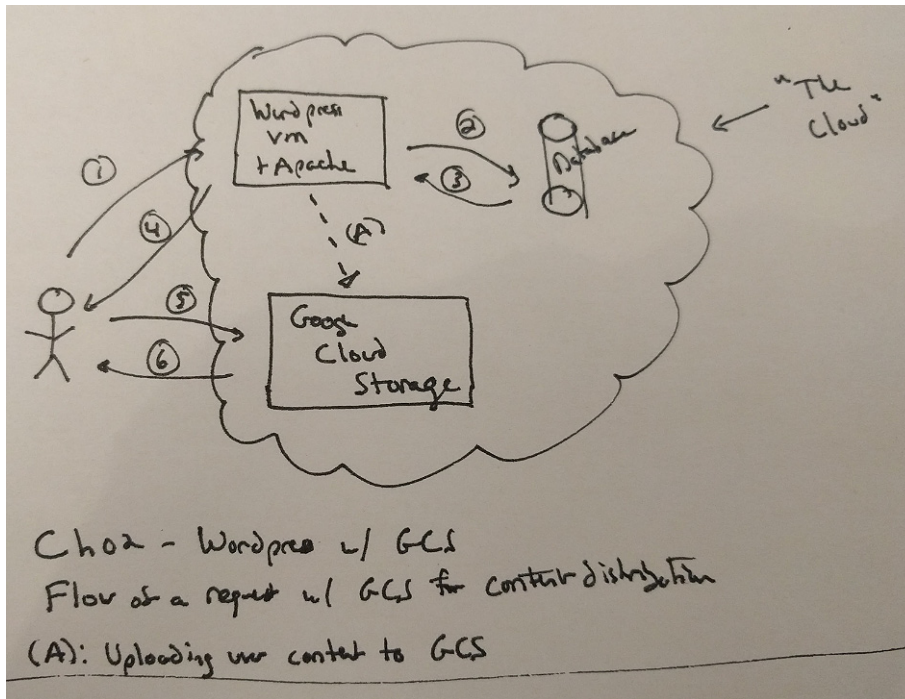 "The
Cloud"
Wordpress
VM
+ Apache
①
②
③
Database
④
(A)
⑤
Google
Cloud
Storage
⑥
Ch02 - Wordpress w/ GCS
Flow of a request w/ GCS for content distribution
(A): Uploading user content to GCS